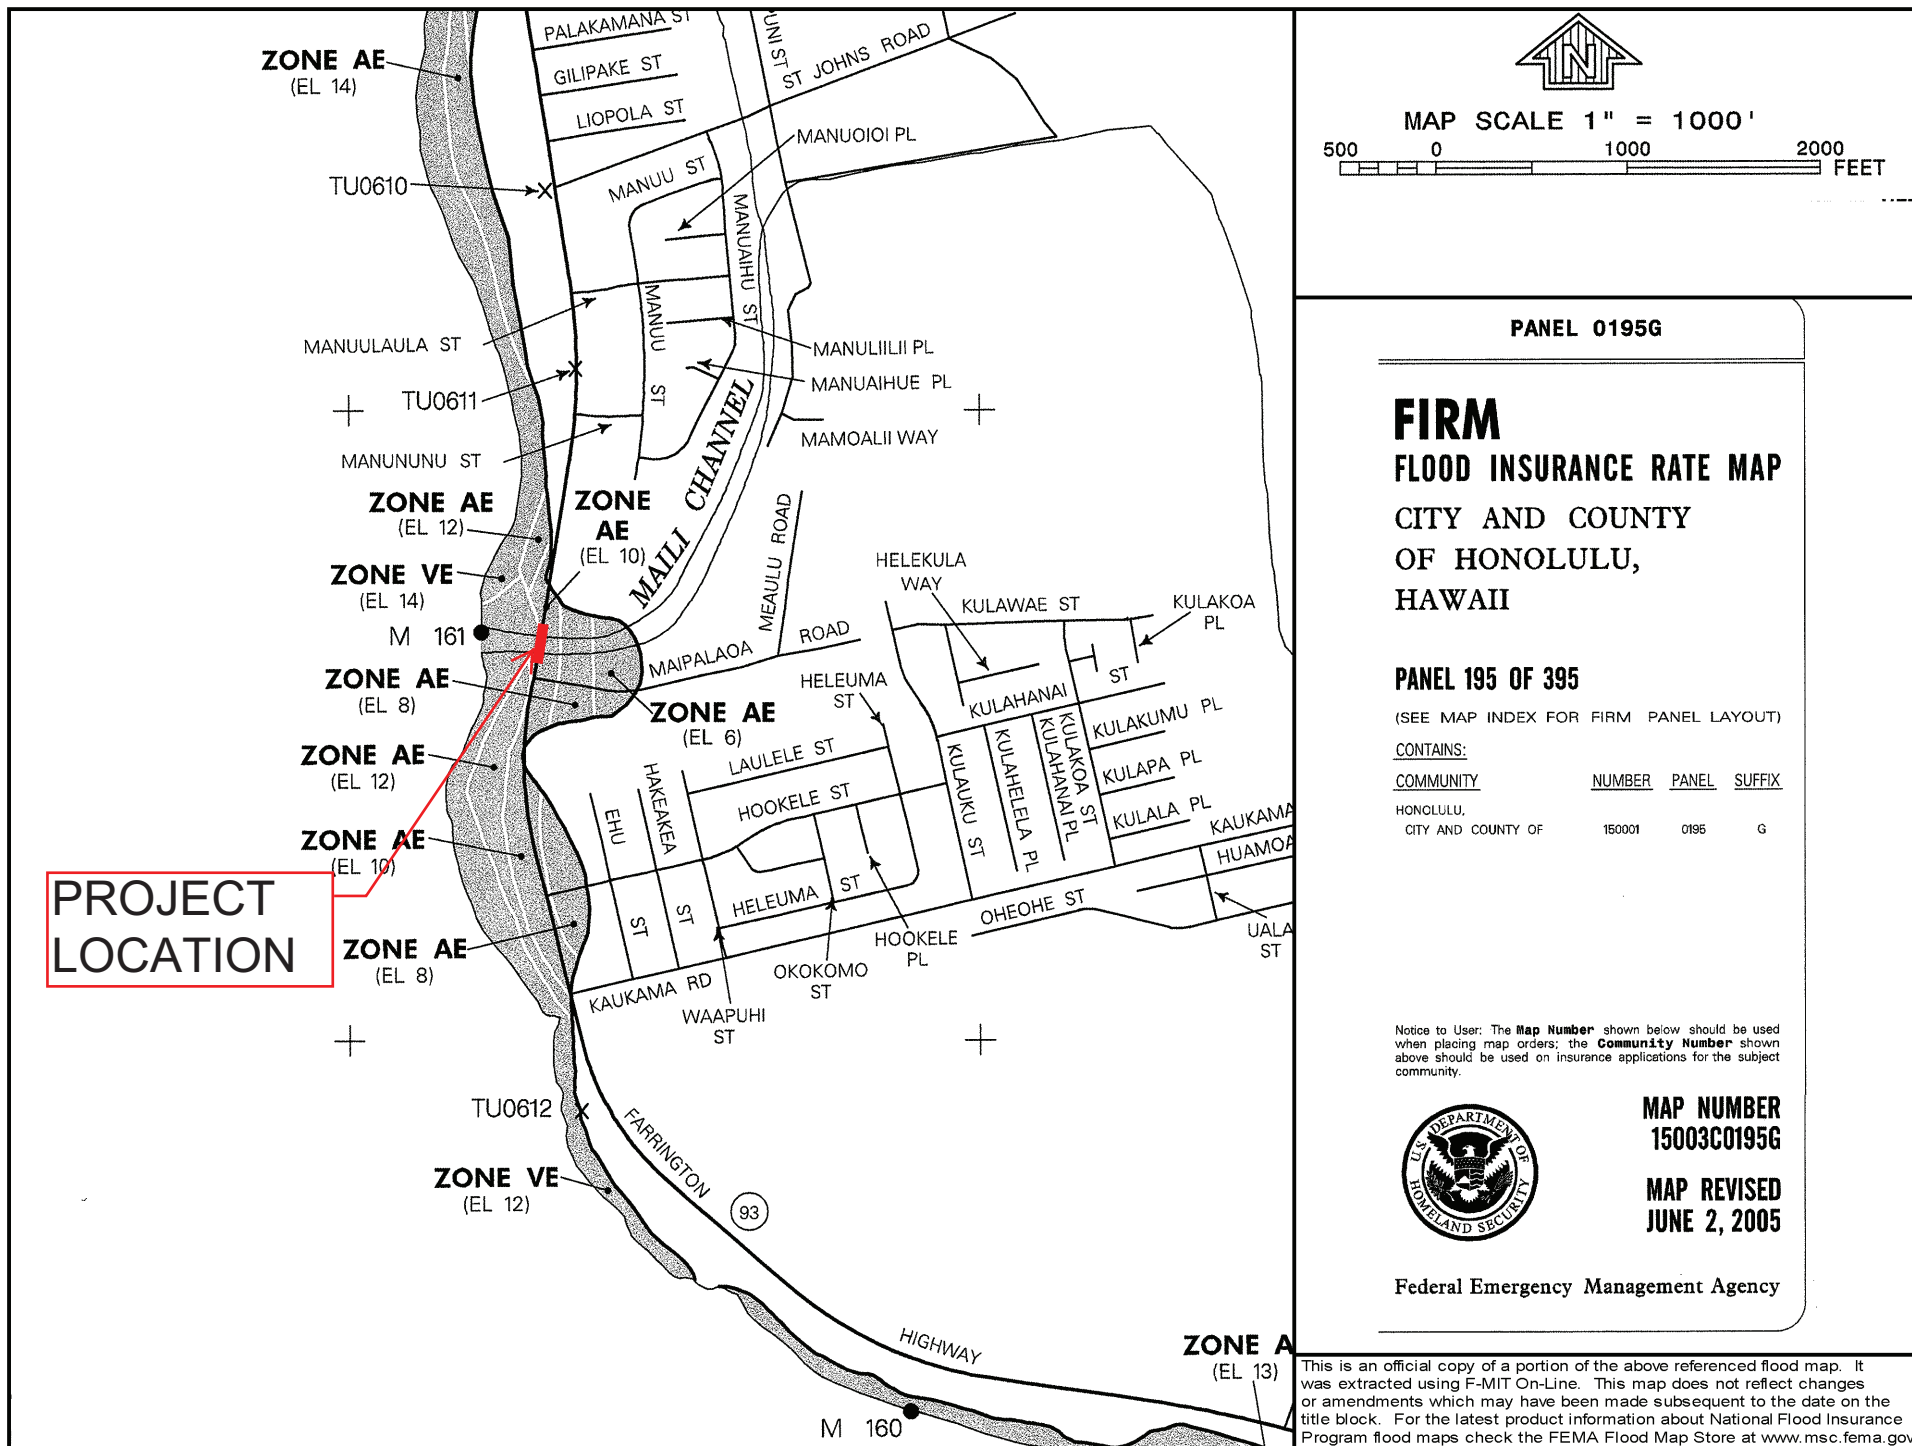 PALAKAMANA ST
GILIPAKE ST
LIOPOLA ST
PUNI ST
ST JOHNS ROAD
ZONE AE
(EL 14)
TU0610
MANUU ST
MANUOIOI PL
MANUAIHU ST
MANUULAULA ST
MANUU ST
MANULIILII PL
MANUAIHUE PL
TU0611
MAMOALII WAY
MANUNUNU ST
MAILI CHANNEL
ZONE AE
(EL 12)
ZONE
AE
(EL 10)
ZONE VE
(EL 14)
M 161
MEAULU ROAD
MAIPALAOA ROAD
HELEKULA
WAY
KULAWAE ST
KULAKOA
PL
ZONE AE
(EL 8)
ZONE AE
(EL 6)
HELEUMA
ST
KULAHANAI ST
KULAKUMU PL
KULAPA PL
KULALA PL
KULAUKU ST
KULAHELELA PL
KULAHANAI PL
KULAKOA ST
ZONE AE
(EL 12)
LAULELE ST
HOOKELE ST
EHU ST
HAKEAKEA ST
ZONE AE
(EL 10)
PROJECT
LOCATION
ZONE AE
(EL 8)
HELEUMA ST
KAUKAMA
HUAMOA
OHEOHE ST
UALA
ST
HOOKELE
PL
OKOKOMO
ST
WAAPUHI
ST
KAUKAMA RD
TU0612
ZONE VE
(EL 12)
FARRINGTON
93
HIGHWAY
ZONE A
(EL 13)
M 160
N
MAP SCALE 1" = 1000'
500 0 1000 2000
FEET
PANEL 0195G
FIRM
FLOOD INSURANCE RATE MAP
CITY AND COUNTY
OF HONOLULU,
HAWAII
PANEL 195 OF 395
(SEE MAP INDEX FOR FIRM PANEL LAYOUT)
CONTAINS:
COMMUNITY NUMBER PANEL SUFFIX
HONOLULU,
CITY AND COUNTY OF 150001 0195 G
Notice to User: The Map Number shown below should be used
when placing map orders; the Community Number shown
above should be used on insurance applications for the subject
community.
U.S. DEPARTMENT OF HOMELAND SECURITY
MAP NUMBER
15003C0195G
MAP REVISED
JUNE 2, 2005
Federal Emergency Management Agency
This is an official copy of a portion of the above referenced flood map. It
was extracted using F-MIT On-Line. This map does not reflect changes
or amendments which may have been made subsequent to the date on the
title block. For the latest product information about National Flood Insurance
Program flood maps check the FEMA Flood Map Store at www.msc.fema.gov